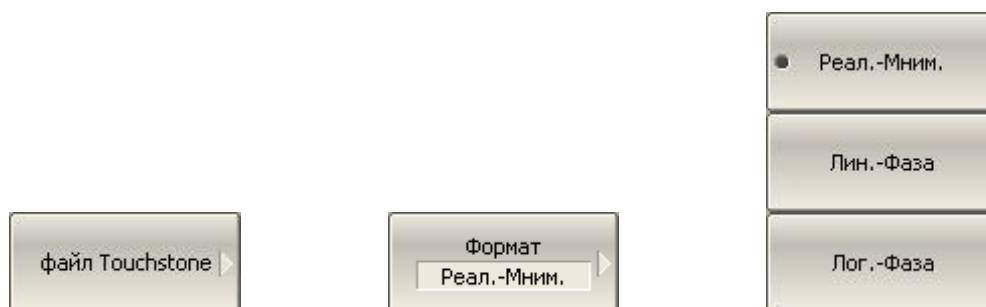 Реал.-Мним.
Лин.-Фаза
файл Touchstone
Формат
Реал.-Мним.
Лог.-Фаза